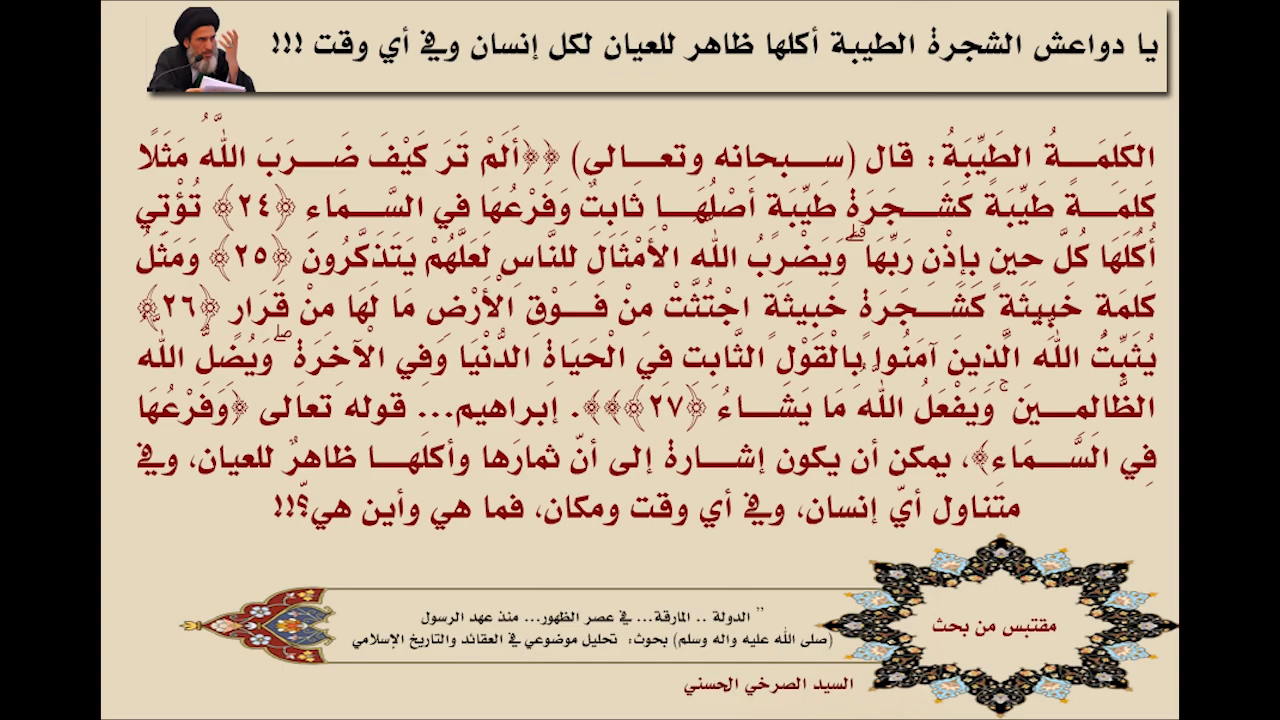 يا دواعش الشجرة الطيبة أكلها ظاهر للعيان لكل إنسان وفي أي وقت !!!
الكَلِمَةُ الطَيِّبَةُ: قال (سبحانه وتعالى) ﴿﴿أَلَمْ تَرَ كَيْفَ ضَرَبَ اللَّهُ مَثَلًا
كَلِمَةً طَيِّبَةً كَشَجَرَةٍ طَيِّبَةٍ أَصْلُهَا ثَابِتٌ وَفَرْعُهَا فِي السَّمَاءِ ﴿٢٤﴾ تُؤْتِي
أُكُلَهَا كُلَّ حِينٍ بِإِذْنِ رَبِّهَا ۗ وَيَضْرِبُ اللَّهُ الْأَمْثَالَ لِلنَّاسِ لَعَلَّهُمْ يَتَذَكَّرُونَ ﴿٢٥﴾ وَمَثَلُ
كَلِمَةٍ خَبِيثَةٍ كَشَجَرَةٍ خَبِيثَةٍ اجْتُثَّتْ مِنْ فَوْقِ الْأَرْضِ مَا لَهَا مِنْ قَرَارٍ ﴿٢٦﴾
يُثَبِّتُ اللَّهُ الَّذِينَ آمَنُوا بِالْقَوْلِ الثَّابِتِ فِي الْحَيَاةِ الدُّنْيَا وَفِي الْآخِرَةِ ۖ وَيُضِلُّ اللَّهُ
الظَّالِمِينَ ۚ وَيَفْعَلُ اللَّهُ مَا يَشَاءُ ﴿٢٧﴾﴾﴾. إبراهيم... قوله تعالى ﴿وَفَرْعُهَا
فِي السَّمَاءِ﴾، يمكن أن يكون إشارة إلى أنّ ثمارَها وأكلَها ظاهرٌ للعيان، وفي
متناول أيّ إنسان، وفي أي وقت ومكان، فما هي وأين هي؟!!
مقتبس من بحث
” الدولة .. المارقة... في عصر الظهور... منذ عهد الرسول
(صلى الله عليه واله وسلم) بحوث: تحليل موضوعي في العقائد والتاريخ الإسلامي
السيد الصرخي الحسني